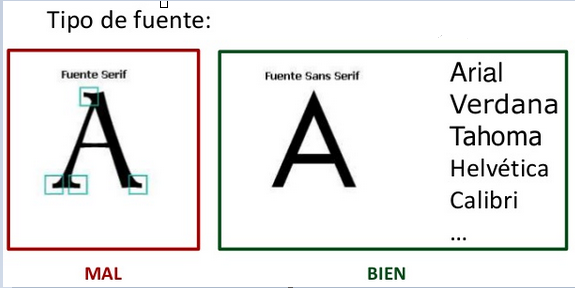 Tipo de fuente:
Fuente Serif
A
MAL
Fuente Sans Serif
A
Arial
Verdana
Tahoma
Helvética
Calibri
...
BIEN